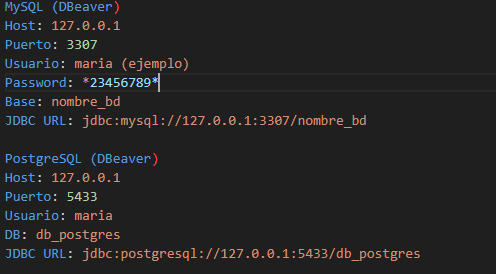 MySQL (DBeaver)
Host: 127.0.0.1
Puerto: 3307
Usuario: maria (ejemplo)
Password: *23456789*
Base: nombre_bd
JDBC URL: jdbc:mysql://127.0.0.1:3307/nombre_bd
PostgreSQL (DBeaver)
Host: 127.0.0.1
Puerto: 5433
Usuario: maria
DB: db_postgres
JDBC URL: jdbc:postgresql://127.0.0.1:5433/db_postgres